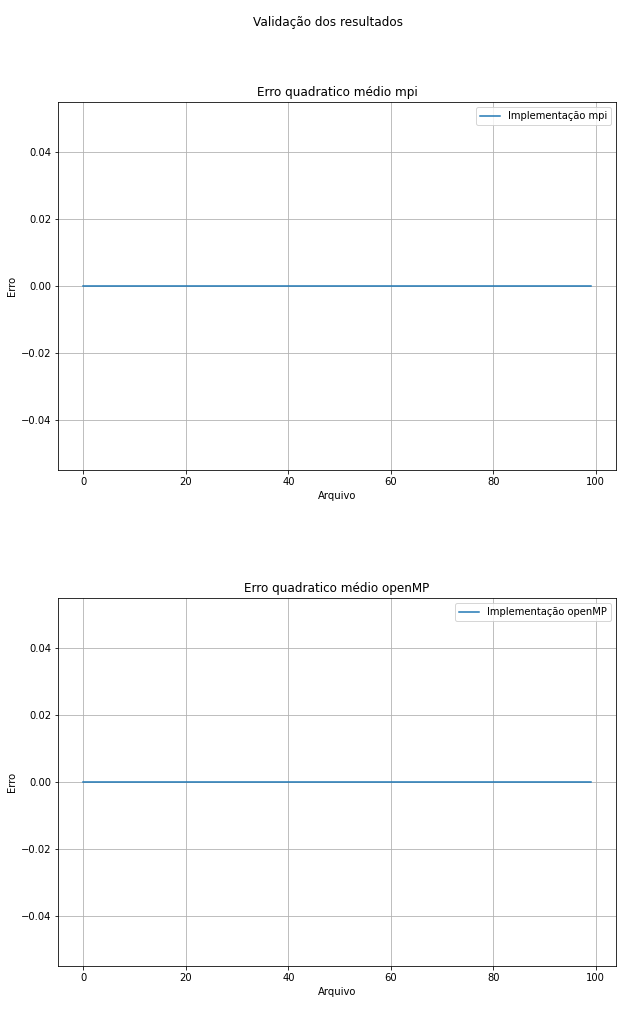 Validação dos resultados
Erro quadratico médio mpi
Implementação mpi
0.04
0.02
0.00
−0.02
−0.04
Erro
0
20
40
60
80
100
Arquivo
Erro quadratico médio openMP
Implementação openMP
0.04
0.02
0.00
−0.02
−0.04
Erro
0
20
40
60
80
100
Arquivo